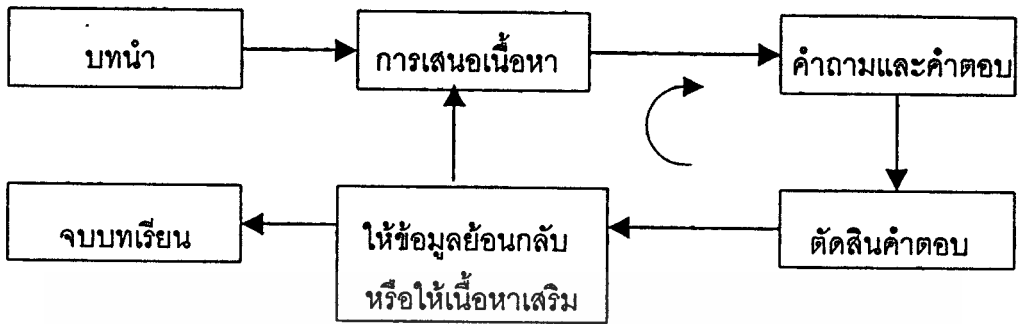 บทนำ
การเสนอเนื้อหา
คำถามและคำตอบ
จบบทเรียน
ให้ข้อมูลย้อนกลับ
หรือให้เนื้อหาเสริม
ตัดสินคำตอบ